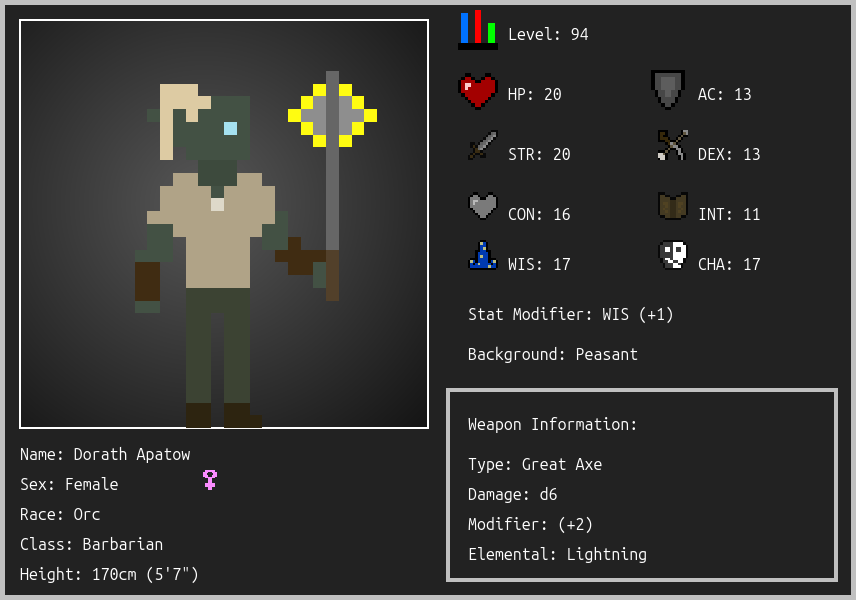 Level: 94
HP: 20
AC: 13
STR: 20
DEX: 13
CON: 16
INT: 11
WIS: 17
CHA: 17
Stat Modifier: WIS (+1)
Background: Peasant
Weapon Information:
Type: Great Axe
Damage: d6
Modifier: (+2)
Elemental: Lightning
Name: Dorath Apatow
Sex: Female
Race: Orc
Class: Barbarian
Height: 170cm (5'7")